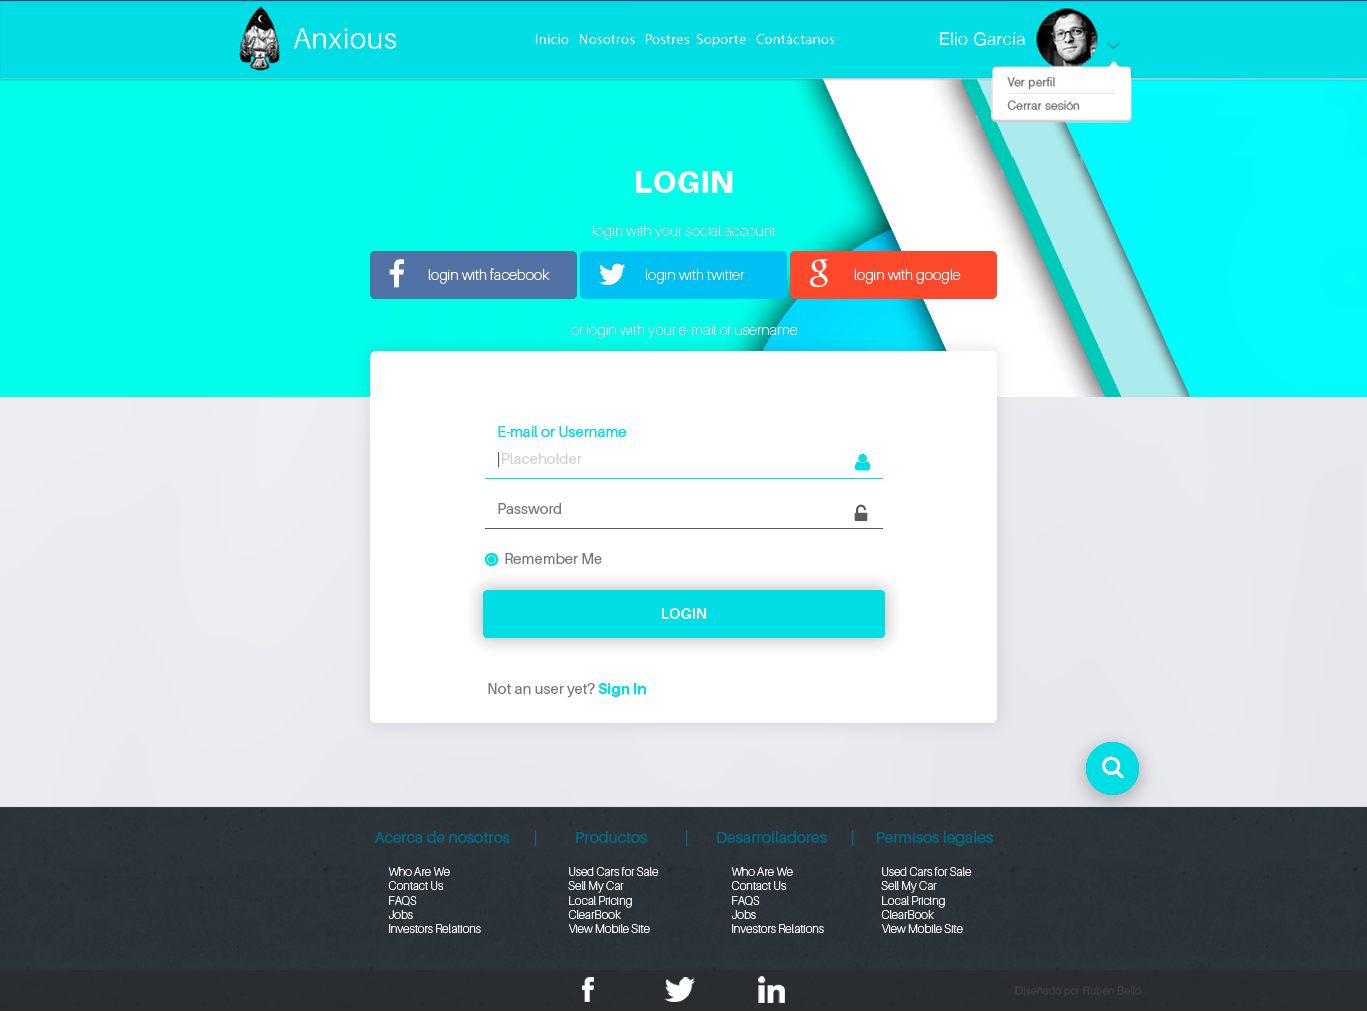 Anxious
Inicio Nosotros Postres Soporte Contáctanos
Elio García
Ver perfil
Cerrar sesión
LOGIN
login with your social account
login with facebook
login with twitter
login with google
or login with your e-mail or username
E-mail or Username
Placeholder
Password
Remember Me
LOGIN
Not an user yet? Sign In
Acerca de nosotros | Productos | Desarrolladores | Permisos legales
Who Are We
Contact Us
FAQS
Jobs
Investors Relations
Used Cars for Sale
Sell My Car
Local Pricing
ClearBook
View Mobile Site
Who Are We
Contact Us
FAQS
Jobs
Investors Relations
Used Cars for Sale
Sell My Car
Local Pricing
ClearBook
View Mobile Site
Diseñado por Rubén Bello